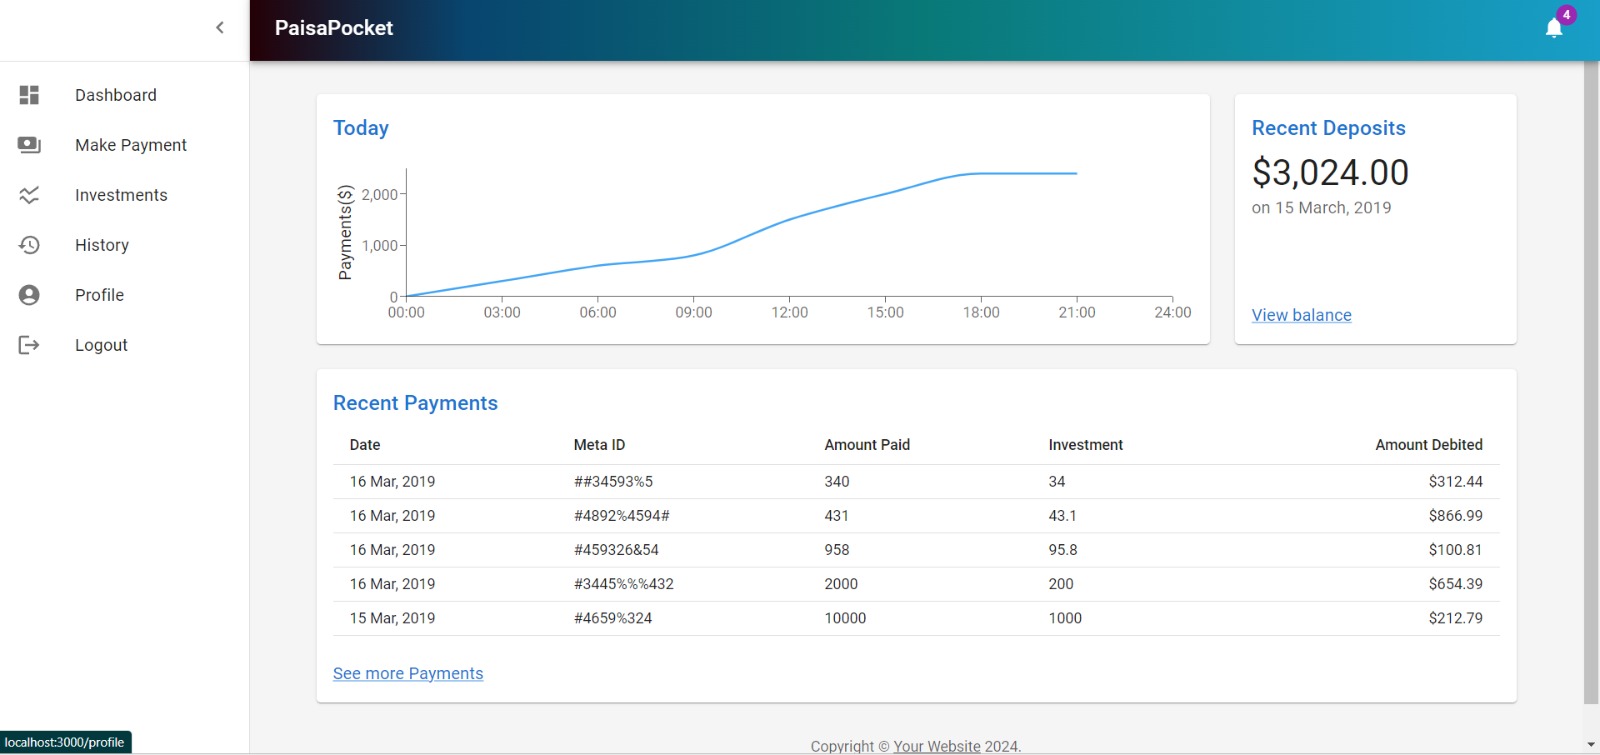 PaisaPocket
4
Dashboard
Make Payment
Investments
History
Profile
Logout
Today
Payments($)
2,000
1,000
0
00:00 03:00 06:00 09:00 12:00 15:00 18:00 21:00 24:00
Recent Deposits
$3,024.00
on 15 March, 2019
View balance
Recent Payments
Date Meta ID Amount Paid Investment Amount Debited
16 Mar, 2019 ##34593%5 340 34 $312.44
16 Mar, 2019 #4892%4594# 431 43.1 $866.99
16 Mar, 2019 #459326&54 958 95.8 $100.81
16 Mar, 2019 #3445%%%432 2000 200 $654.39
15 Mar, 2019 #4659%324 10000 1000 $212.79
See more Payments
localhost:3000/profile
Copyright © Your Website 2024.